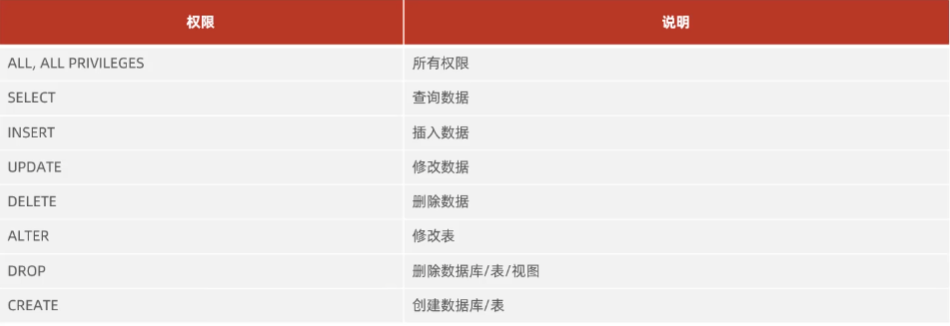 权限 说明
ALL, ALL PRIVILEGES 所有权限
SELECT 查询数据
INSERT 插入数据
UPDATE 修改数据
DELETE 删除数据
ALTER 修改表
DROP 删除数据库/表/视图
CREATE 创建数据库/表